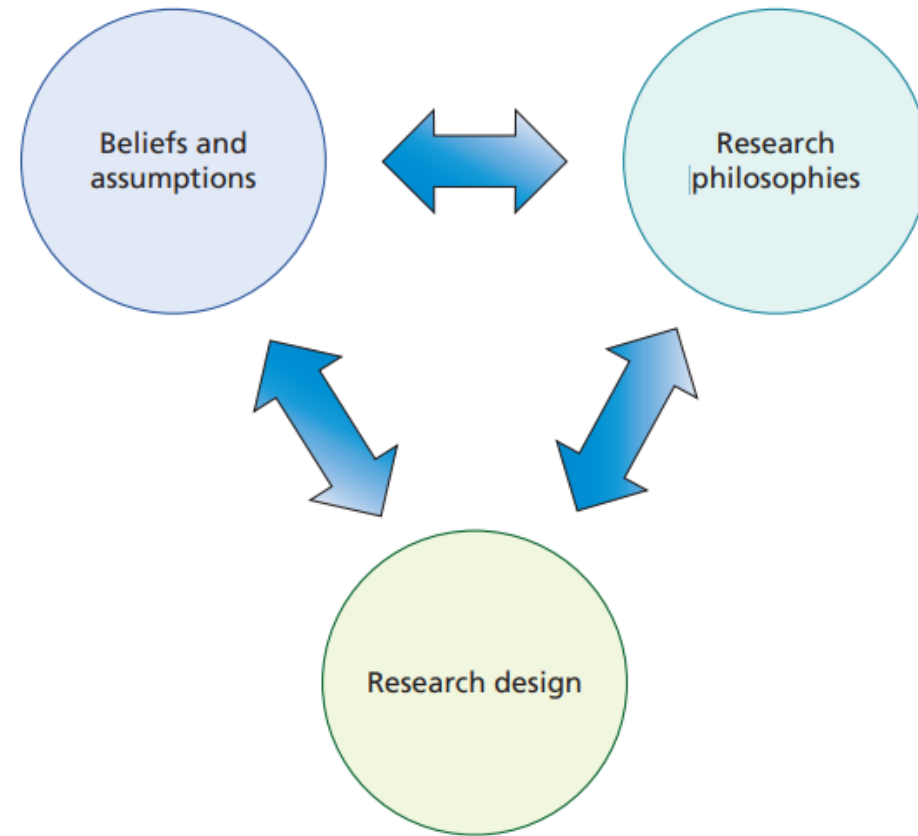 Beliefs and
assumptions
Research
philosophies
Research design